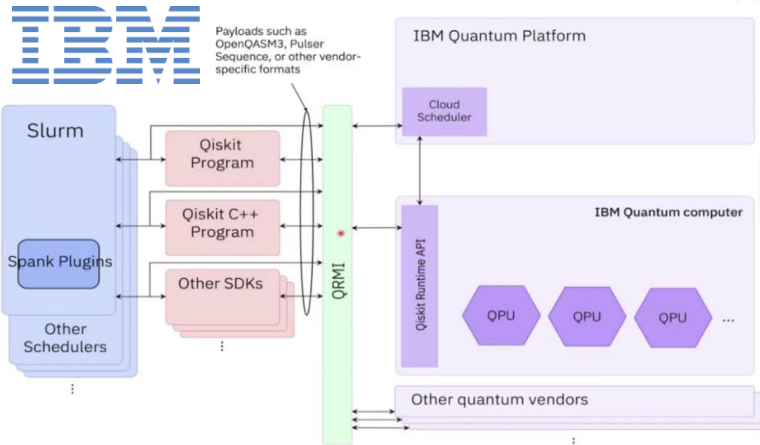 IBM
Payloads such as
OpenQASM3, Pulser
Sequence, or other vendor-
specific formats
IBM Quantum Platform
Cloud
Scheduler
Slurm
Qiskit
Program
Qiskit C++
Program
Spank Plugins
Other SDKs
Other
Schedulers
⋮
⋮
QRMI
IBM Quantum computer
Qiskit Runtime API
QPU
QPU
QPU
...
Other quantum vendors
⋮